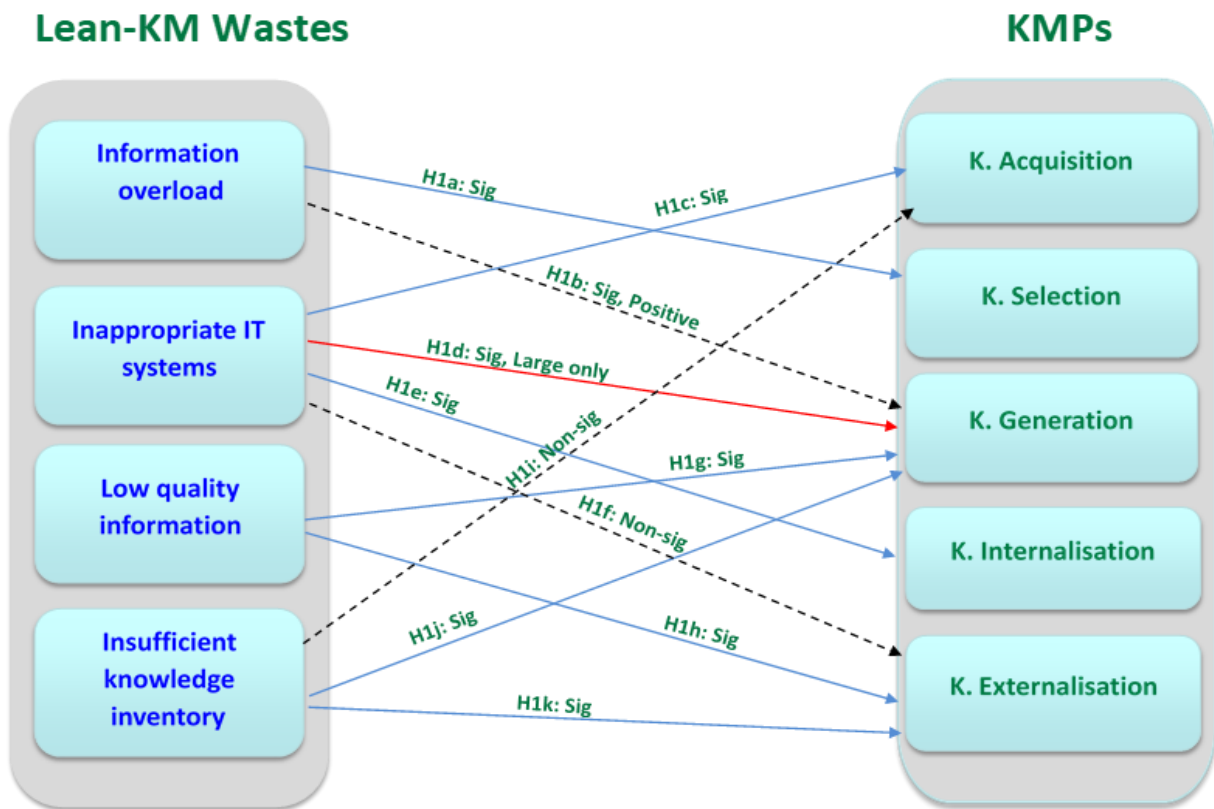 Lean-KM Wastes
KMPs
Information
overload
Inappropriate IT
systems
Low quality
information
Insufficient
knowledge
inventory
H1a: Sig
H1c: Sig
H1b: Sig, Positive
H1d: Sig, Large only
H1e: Sig
H1i: Non-sig
H1g: Sig
H1f: Non-sig
H1j: Sig
H1h: Sig
H1k: Sig
K. Acquisition
K. Selection
K. Generation
K. Internalisation
K. Externalisation